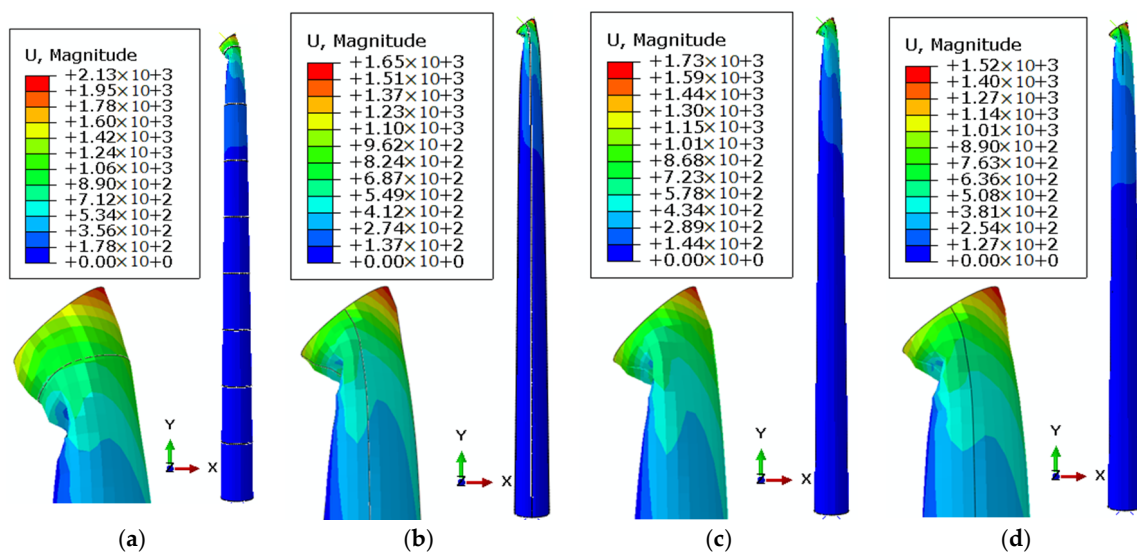 U, Magnitude
+2.13×10+3
+1.95×10+3
+1.78×10+3
+1.60×10+3
+1.42×10+3
+1.24×10+3
+1.06×10+3
+8.90×10+2
+7.12×10+2
+5.34×10+2
+3.56×10+2
+1.78×10+2
+0.00×10+0
Y
X
Z
(a)
U, Magnitude
+1.65×10+3
+1.51×10+3
+1.37×10+3
+1.23×10+3
+1.10×10+3
+9.62×10+2
+8.24×10+2
+6.87×10+2
+5.49×10+2
+4.12×10+2
+2.74×10+2
+1.37×10+2
+0.00×10+0
Y
X
Z
(b)
U, Magnitude
+1.73×10+3
+1.59×10+3
+1.44×10+3
+1.30×10+3
+1.15×10+3
+1.01×10+3
+8.68×10+2
+7.23×10+2
+5.78×10+2
+4.34×10+2
+2.89×10+2
+1.44×10+2
+0.00×10+0
Y
X
Z
(c)
U, Magnitude
+1.52×10+3
+1.40×10+3
+1.27×10+3
+1.14×10+3
+1.01×10+3
+8.90×10+2
+7.63×10+2
+6.36×10+2
+5.08×10+2
+3.81×10+2
+2.54×10+2
+1.27×10+2
+0.00×10+0
Y
X
Z
(d)